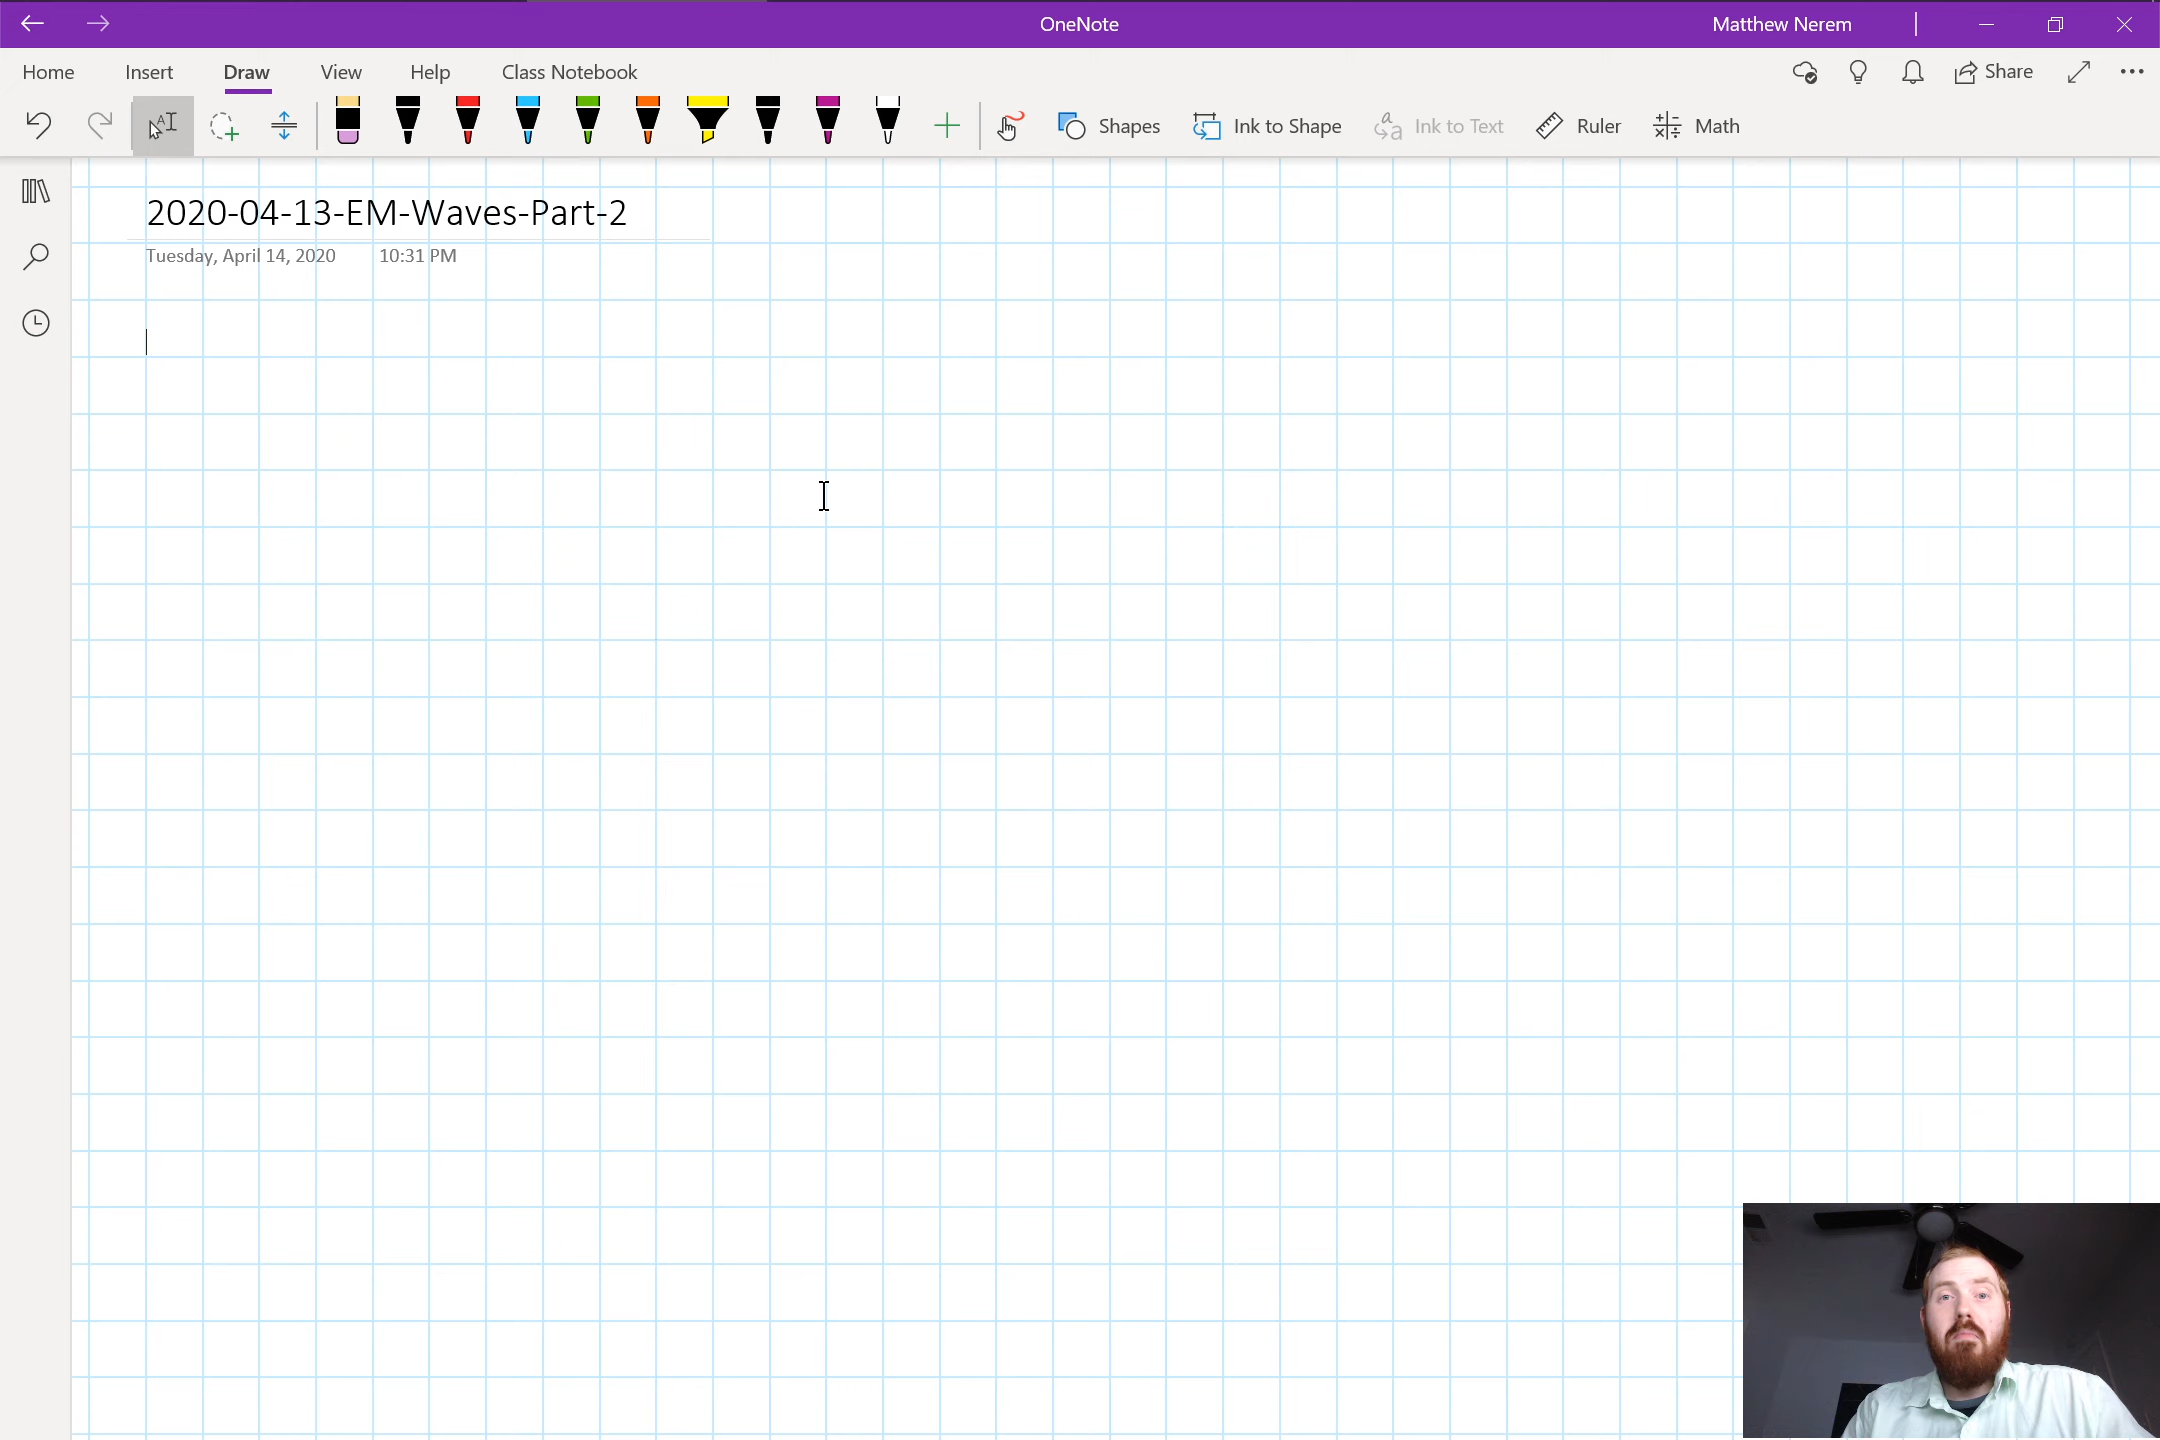 OneNote
Matthew Nerem
Home Insert Draw View Help Class Notebook
Share
Shapes Ink to Shape Ink to Text Ruler Math
2020-04-13-EM-Waves-Part-2
Tuesday, April 14, 2020 10:31 PM